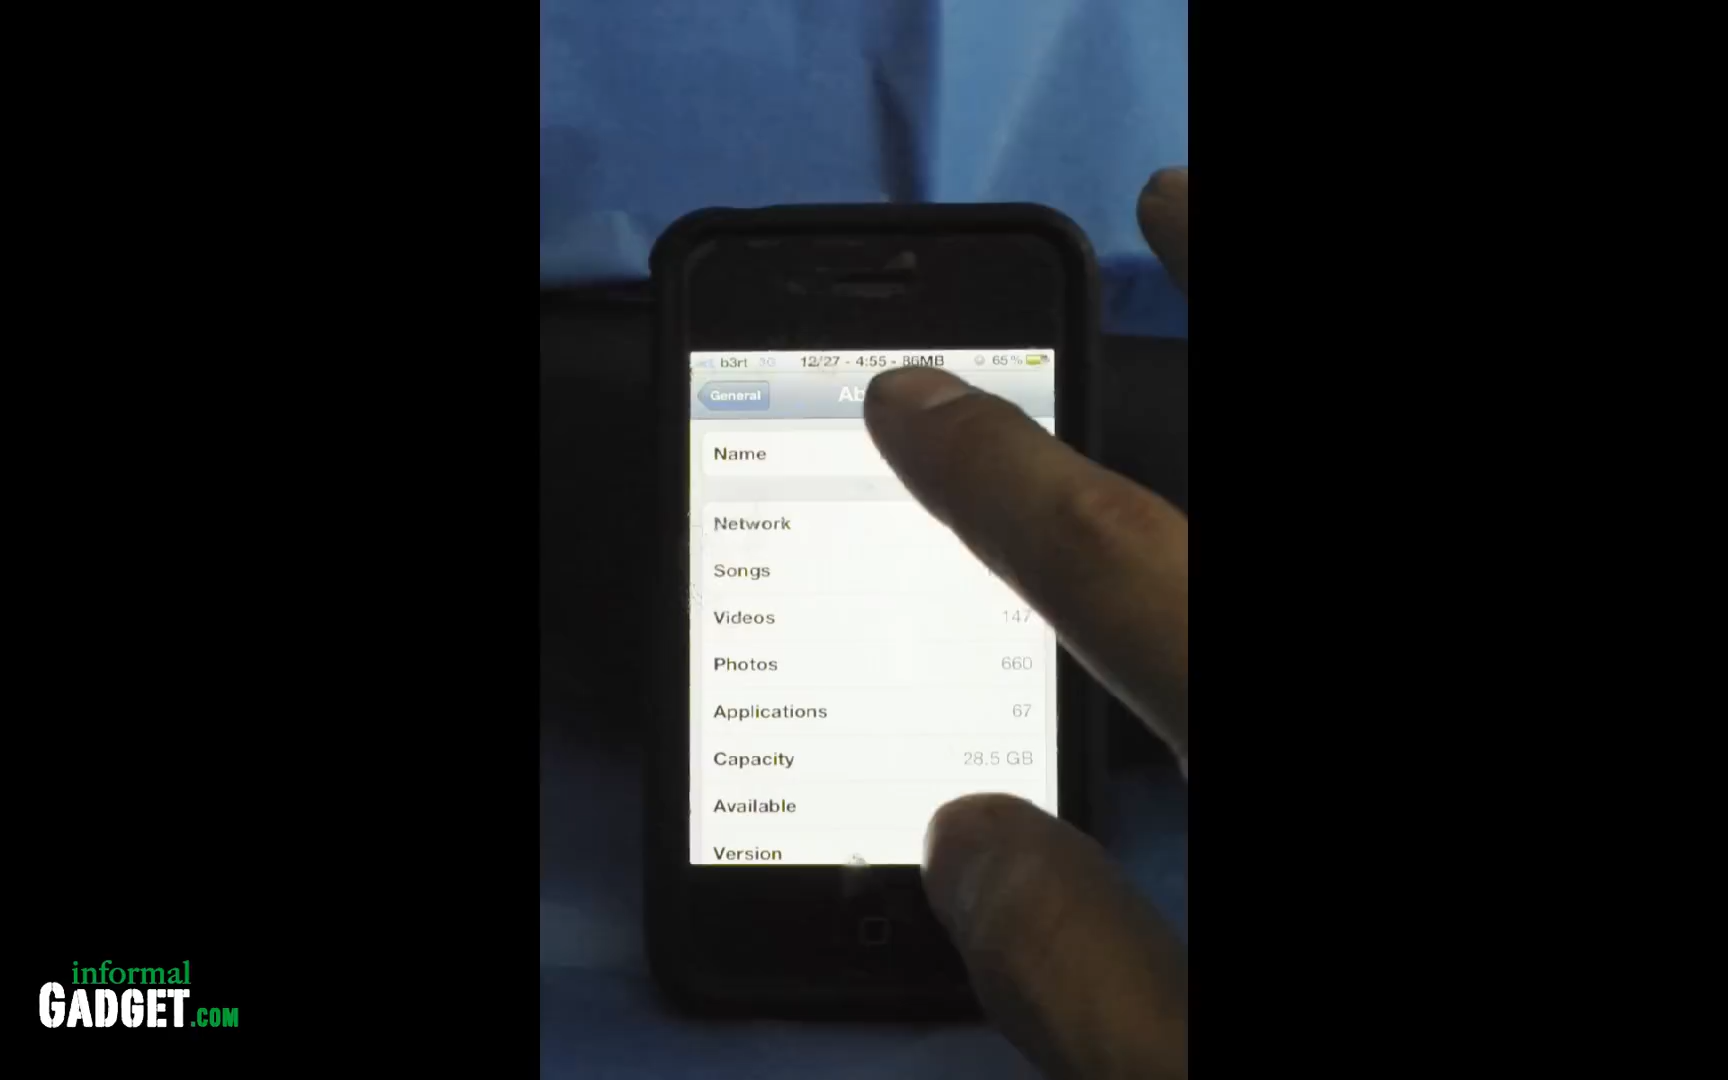 b3rt 3G 12/27 - 4:55 - 86MB 65%
General
Name
Network
Songs
Videos 147
Photos 660
Applications 67
Capacity 28.5 GB
Available
Version
informal
GADGET.COM